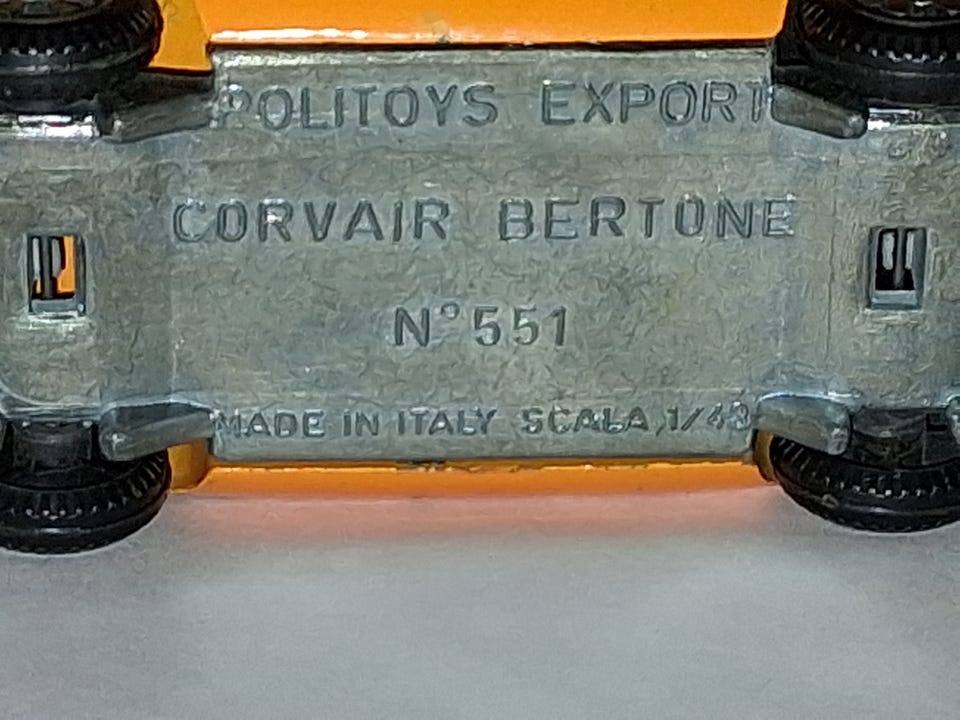 POLITOYS EXPORT
CORVAIR BERTONE
N°551
MADE IN ITALY SCALA 1/43